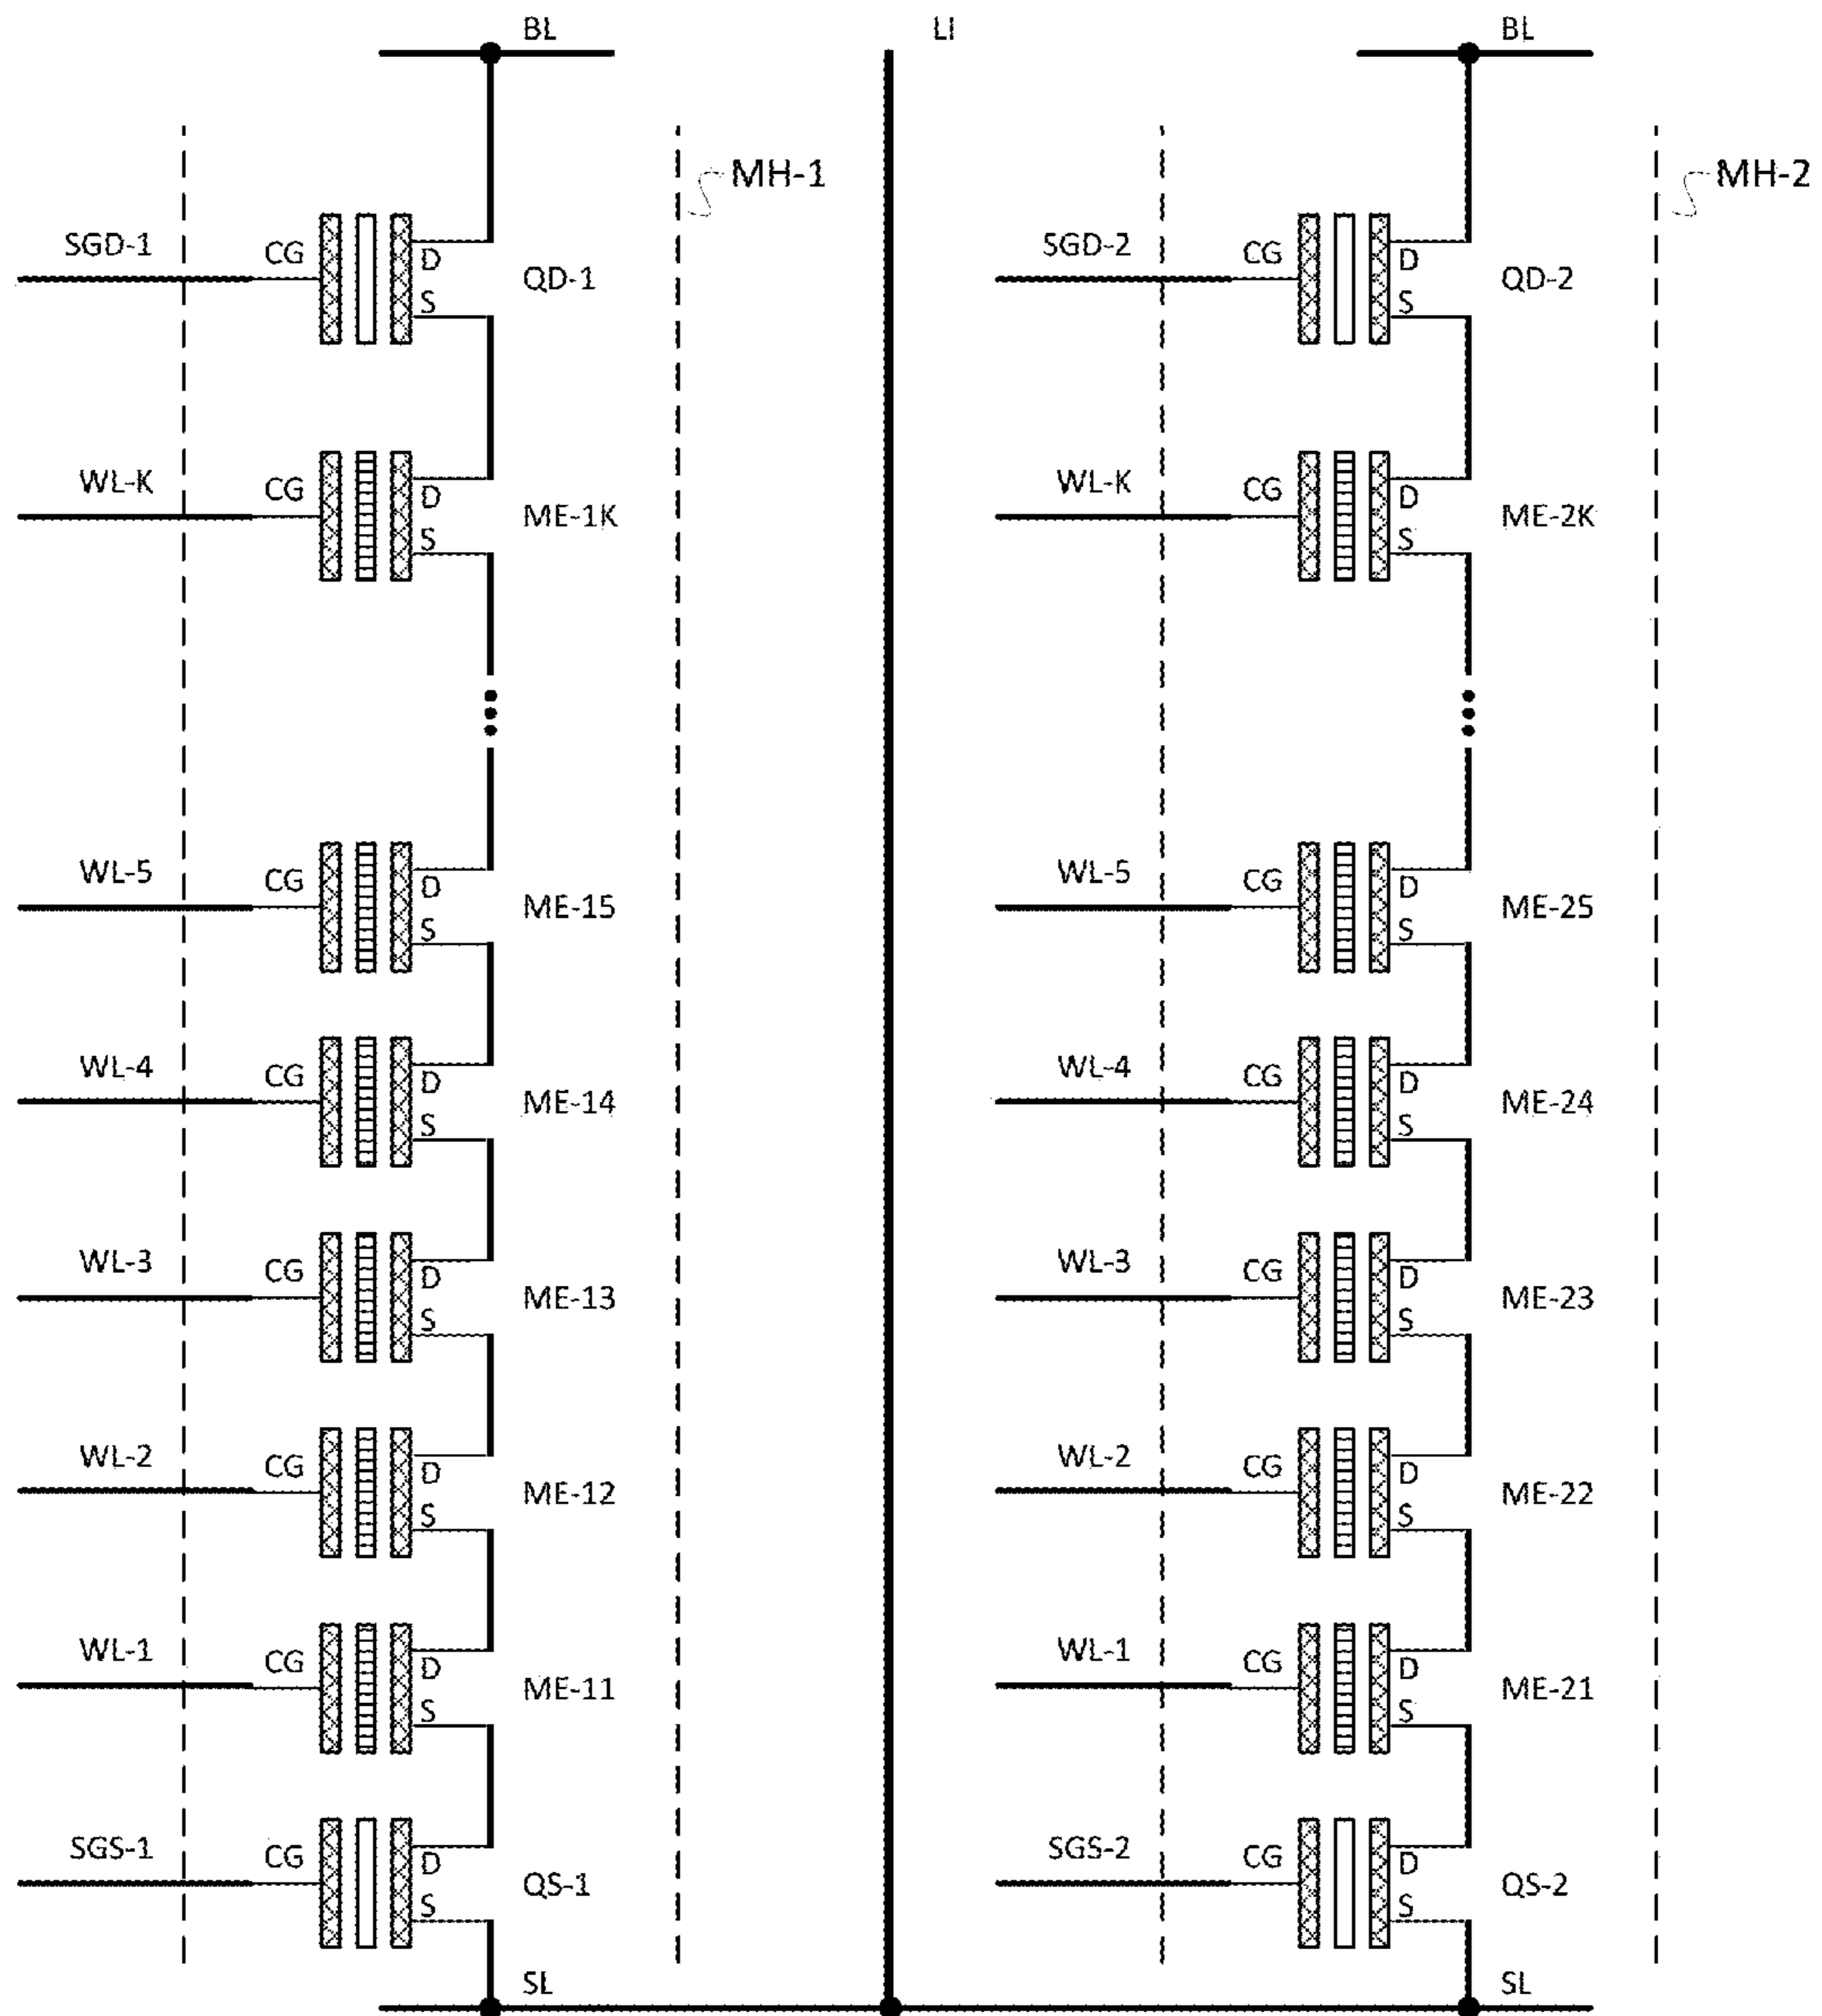 BL LI BL
MH-1 MH-2
SGD-1 CG D S QD-1 SGD-2 CG D S QD-2
WL-K CG D S ME-1K WL-K CG D S ME-2K
WL-5 CG D S ME-15 WL-5 CG D S ME-25
WL-4 CG D S ME-14 WL-4 CG D S ME-24
WL-3 CG D S ME-13 WL-3 CG D S ME-23
WL-2 CG D S ME-12 WL-2 CG D S ME-22
WL-1 CG D S ME-11 WL-1 CG D S ME-21
SGS-1 CG D S QS-1 SGS-2 CG D S QS-2
SL SL